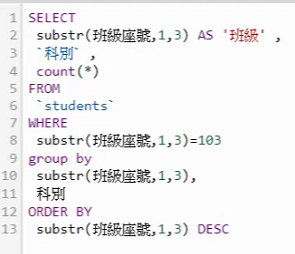 1 SELECT
2 substr(班級座號,1,3) AS '班級' ,
3 `科別` ,
4 count(*)
5 FROM
6 `students`
7 WHERE
8 substr(班級座號,1,3)=103
9 group by
10 substr(班級座號,1,3),
11 科別
12 ORDER BY
13 substr(班級座號,1,3) DESC